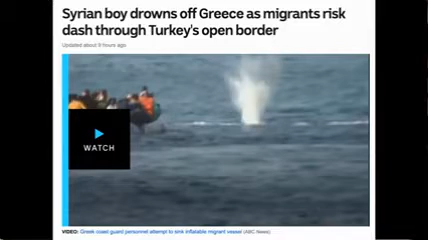 Syrian boy drowns off Greece as migrants risk
dash through Turkey's open border
Updated about 9 hours ago
WATCH
VIDEO: Greek coast guard personnel attempt to sink inflatable migrant vessel (ABC News)